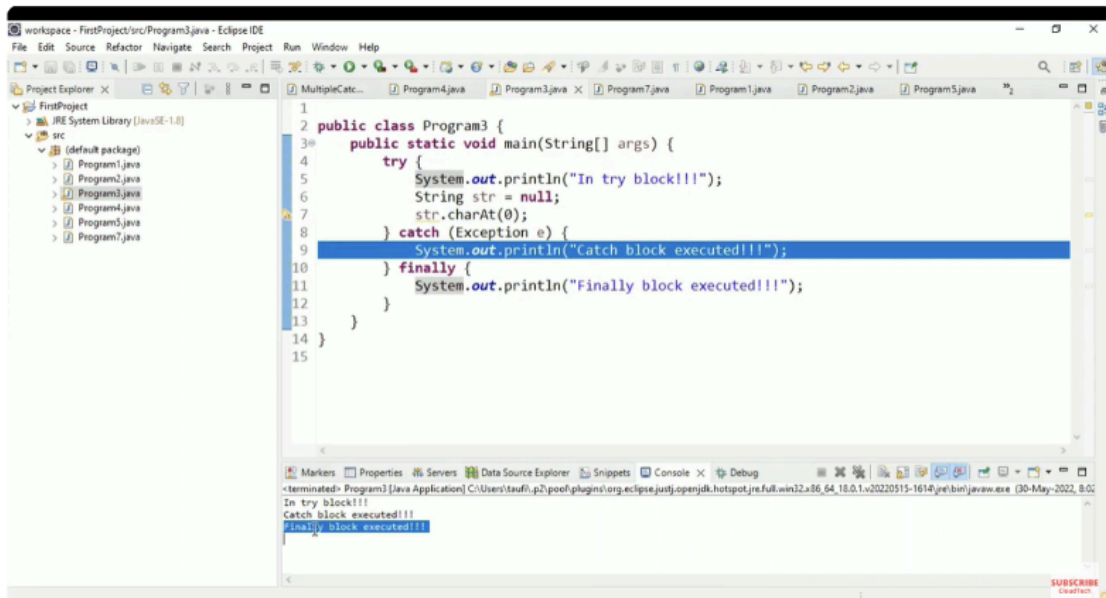 workspace - FirstProject/src/Program3.java - Eclipse IDE
File Edit Source Refactor Navigate Search Project Run Window Help
Project Explorer
MultipleCatc... Program4.java Program3.java Program7.java Program1.java Program2.java Program5.java »2
FirstProject
JRE System Library [JavaSE-1.8]
src
(default package)
Program1.java
Program2.java
Program3.java
Program4.java
Program5.java
Program7.java
1
2 public class Program3 {
3 public static void main(String[] args) {
4 try {
5 System.out.println("In try block!!!");
6 String str = null;
7 str.charAt(0);
8 } catch (Exception e) {
9 System.out.println("Catch block executed!!!");
10 } finally {
11 System.out.println("Finally block executed!!!");
12 }
13 }
14 }
15
Markers Properties Servers Data Source Explorer Snippets Console Debug
<terminated> Program3 [Java Application] C:\Users\taufi\.p2\pool\plugins\org.eclipse.justj.openjdk.hotspot.jre.full.win32.x86_64_18.0.1.v20220515-1614\jre\bin\javaw.exe (30-May-2022, 8:02
In try block!!!
Catch block executed!!!
Finally block executed!!!
SUBSCRIBE
CloudTech